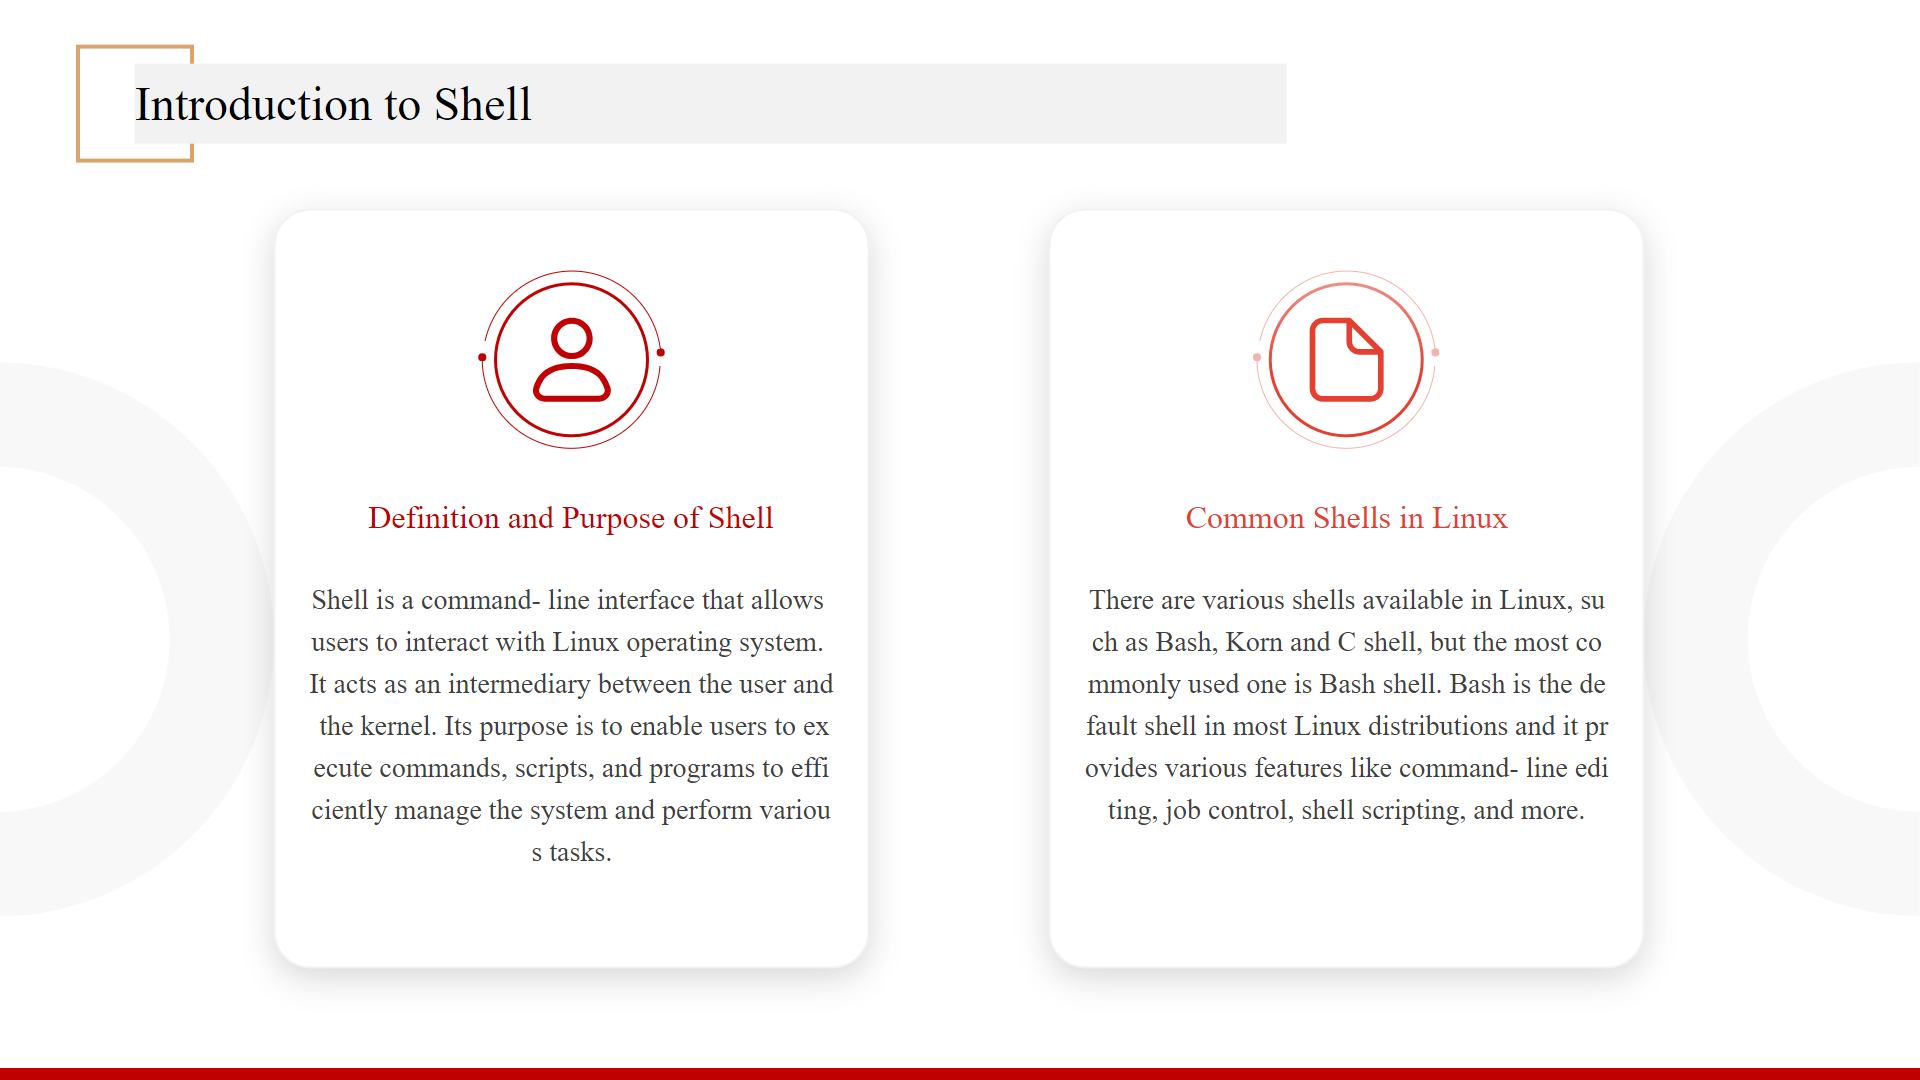 Introduction to Shell
Definition and Purpose of Shell
Shell is a command- line interface that allows
users to interact with Linux operating system.
It acts as an intermediary between the user and
the kernel. Its purpose is to enable users to ex
ecute commands, scripts, and programs to effi
ciently manage the system and perform variou
s tasks.
Common Shells in Linux
There are various shells available in Linux, su
ch as Bash, Korn and C shell, but the most co
mmonly used one is Bash shell. Bash is the de
fault shell in most Linux distributions and it pr
ovides various features like command- line edi
ting, job control, shell scripting, and more.